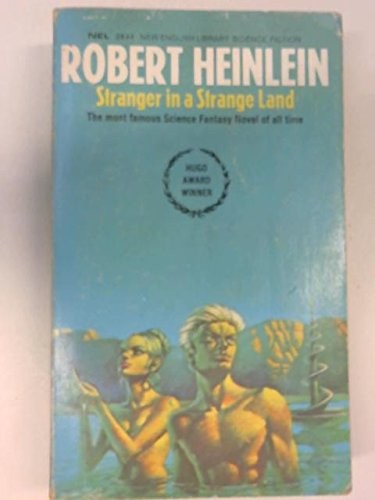 NEL NEW ENGLISH LIBRARY SCIENCE FICTION
ROBERT HEINLEIN
Stranger in a Strange Land
The most famous Science Fantasy Novel of all time
HUGO
AWARD
WINNER